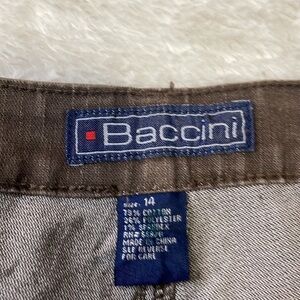 Baccini
SIZE: 14
73% COTTON
26% POLYESTER
1% SPANDEX
MADE IN CHINA
SEE REVERSE
FOR CARE